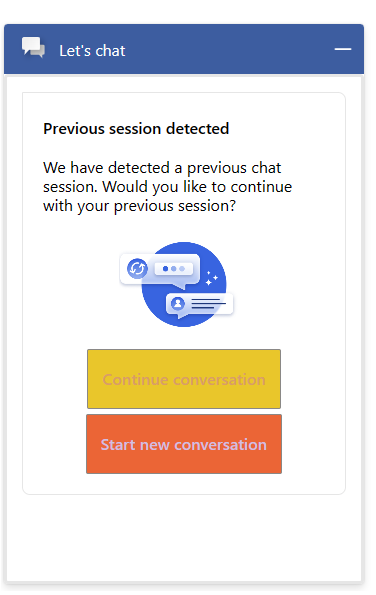 Let's chat
Previous session detected
We have detected a previous chat
session. Would you like to continue
with your previous session?
Continue conversation
Start new conversation